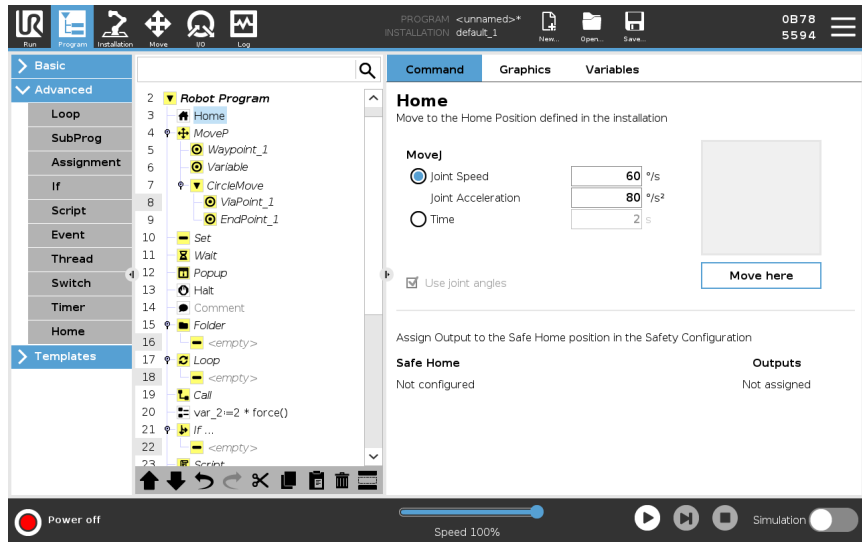 UR
PROGRAM <unnamed>*
INSTALLATION default_1
0B78
5594
Run
Program
Installation
Move
I/O
Log
New...
Open...
Save...
Basic
Advanced
Loop
SubProg
Assignment
If
Script
Event
Thread
Switch
Timer
Home
Templates
2 Robot Program
3 Home
4 MoveP
5 Waypoint_1
6 Variable
7 CircleMove
8 ViaPoint_1
9 EndPoint_1
10 Set
11 Wait
12 Popup
13 Halt
14 Comment
15 Folder
16 <empty>
17 Loop
18 <empty>
19 Call
20 var_2:=2 * force()
21 If ...
22 <empty>
23 Script
Command Graphics Variables
Home
Move to the Home Position defined in the installation
MoveJ
Joint Speed 60 °/s
Joint Acceleration 80 °/s²
Time 2 s
Use joint angles
Move here
Assign Output to the Safe Home position in the Safety Configuration
Safe Home Outputs
Not configured Not assigned
Power off
Speed 100%
Simulation